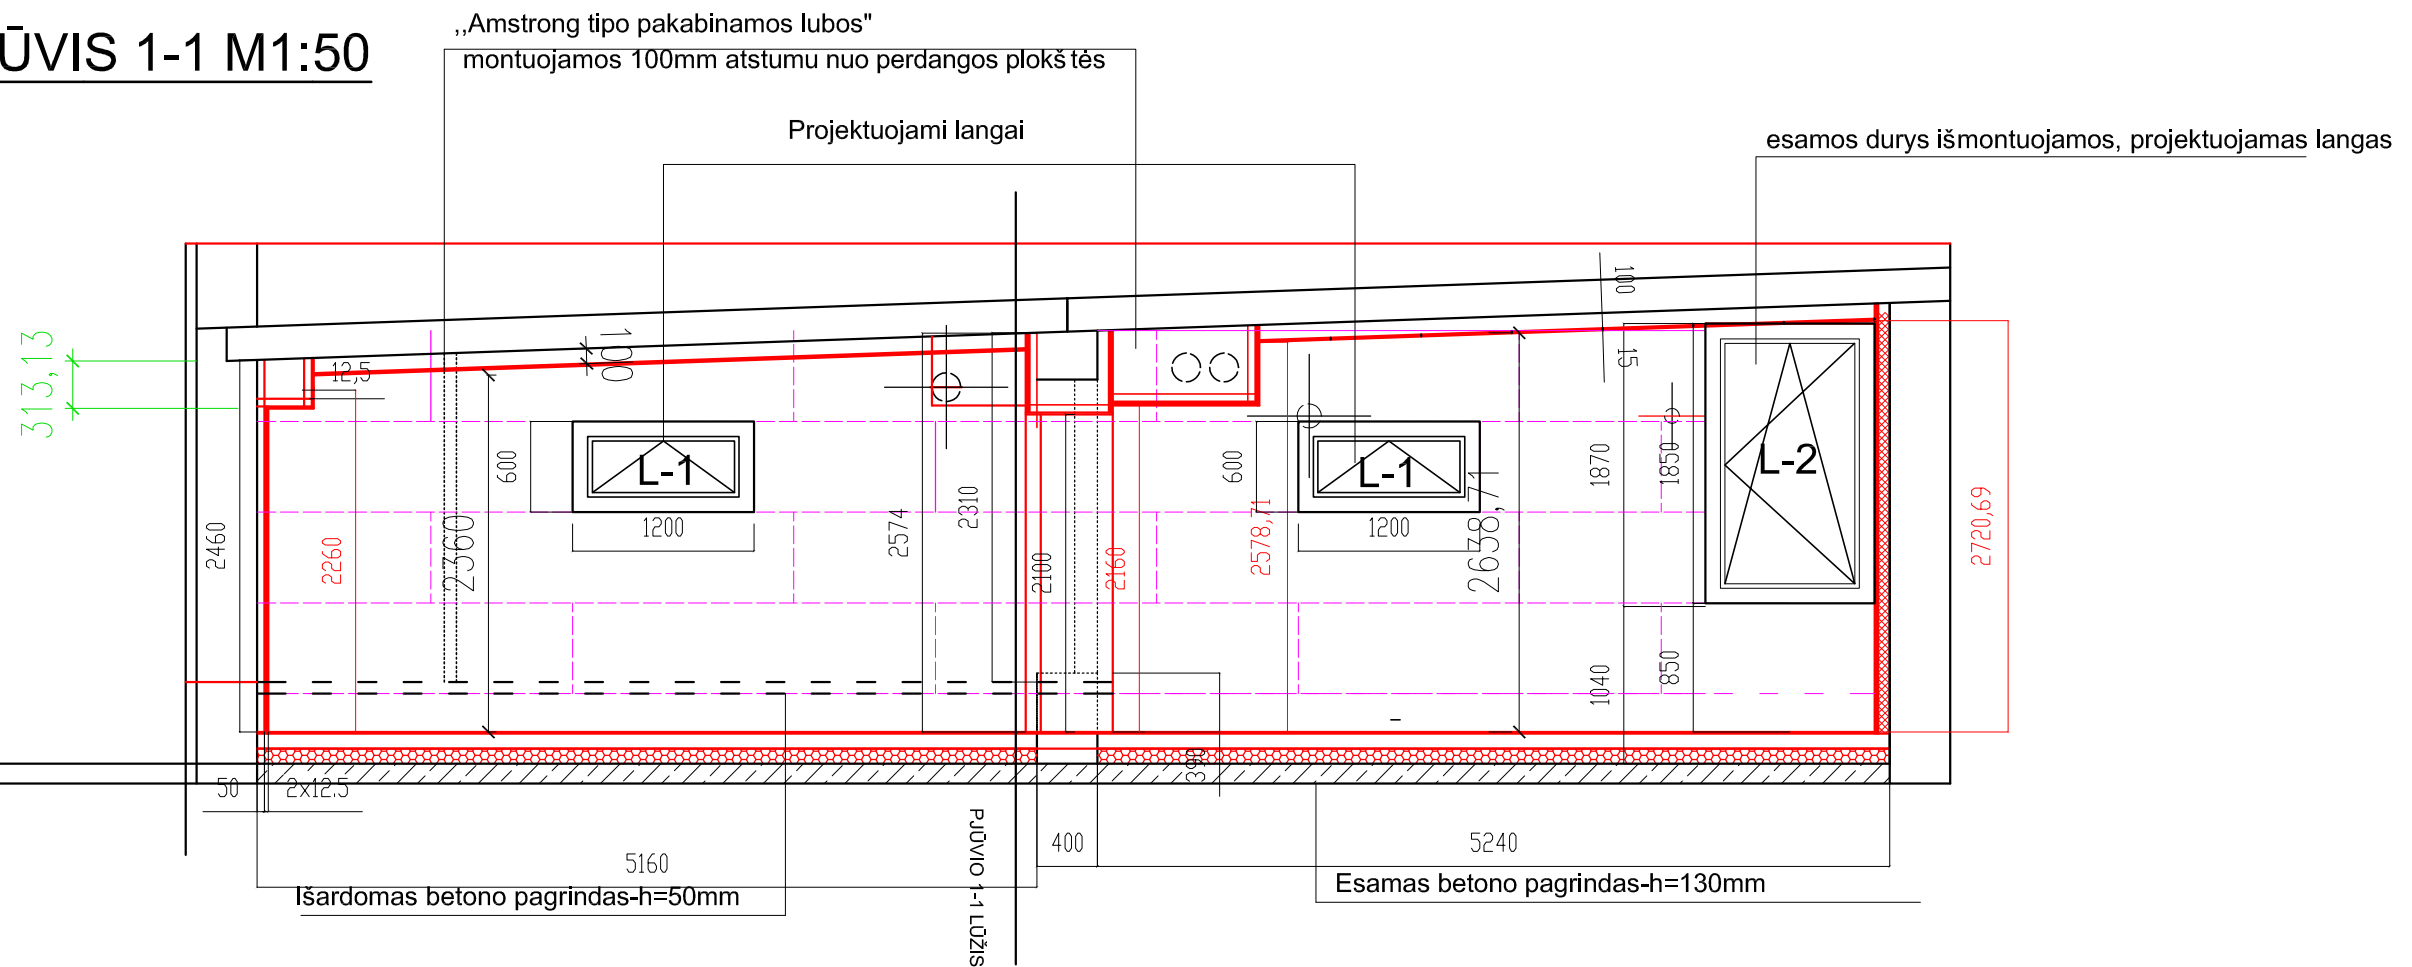 ,,Amstrong tipo pakabinamos lubos"
ŪVIS 1-1 M1:50
montuojamos 100mm atstumu nuo perdangos plokštės
Projektuojami langai
esamos durys išmontuojamos, projektuojamas langas
313,13
12,5
100
100
15
2460
2260
2360
600
L-1
1200
2574
2310
2100
2160
600
2578,71
L-1
1200
2638,71
1870
1850
L-2
2720,69
1040
850
390
50
2x12.5
5160
400
5240
PJŪVIO 1-1 LŪŽIS
Išardomas betono pagrindas-h=50mm
Esamas betono pagrindas-h=130mm